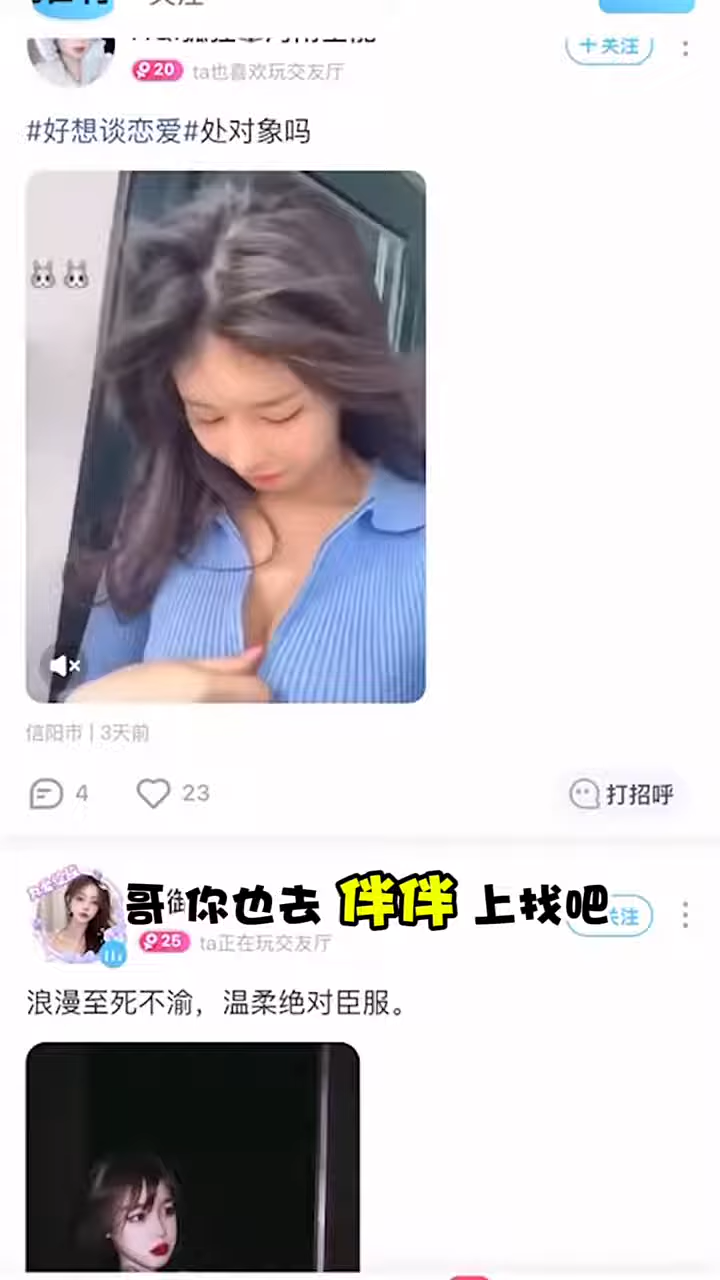 关注
20 ta也喜欢玩交友厅
#好想谈恋爱#处对象吗
信阳市 | 3天前
4
23
打招呼
哥 你也去 伴伴 上找吧
25 ta正在玩交友厅
浪漫至死不渝，温柔绝对臣服。